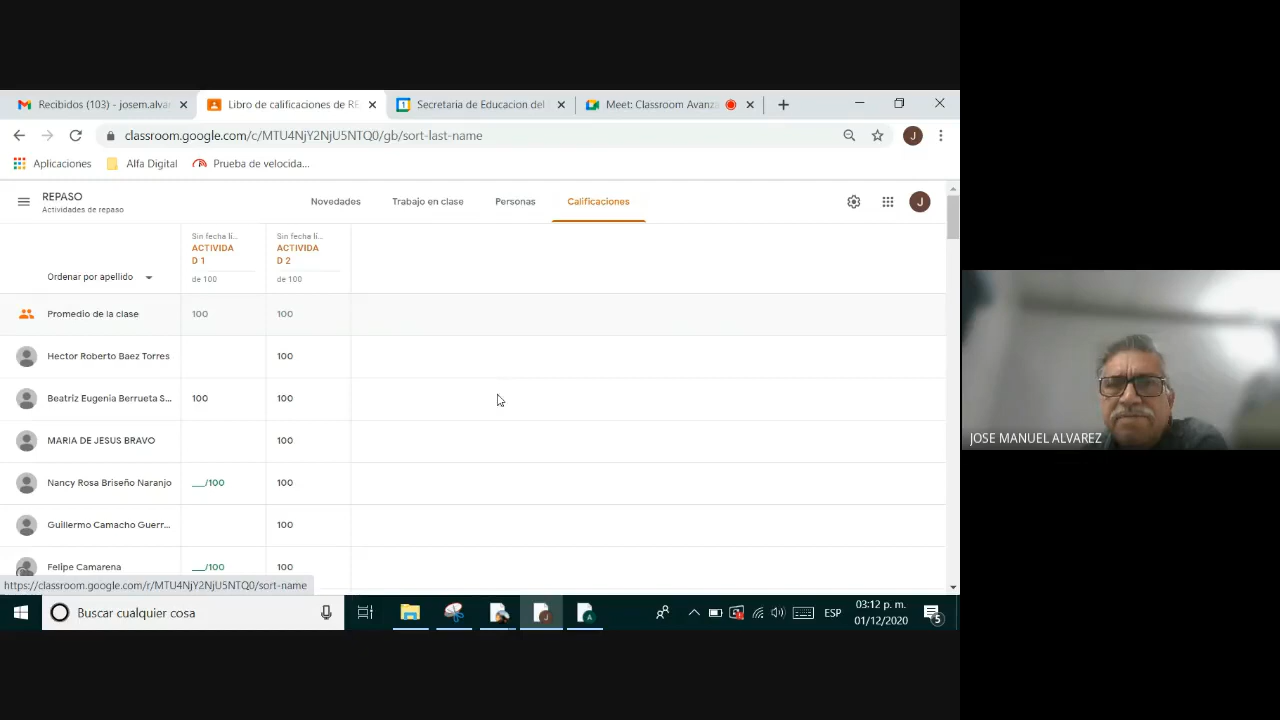 Recibidos (103) - josem.alva
Libro de calificaciones de RE
Secretaria de Educacion del
Meet: Classroom Avanza
classroom.google.com/c/MTU4NjY2NjU5NTQ0/gb/sort-last-name
J
Aplicaciones
Alfa Digital
Prueba de velocida...
REPASO
Actividades de repaso
Novedades
Trabajo en clase
Personas
Calificaciones
J
Sin fecha lí...
Sin fecha lí...
ACTIVIDA
D 1
ACTIVIDA
D 2
Ordenar por apellido
de 100
de 100
Promedio de la clase 100 100
Hector Roberto Baez Torres 100
Beatriz Eugenia Berrueta S... 100 100
MARIA DE JESUS BRAVO 100
Nancy Rosa Briseño Naranjo __/100 100
Guillermo Camacho Guerr... 100
Felipe Camarena __/100 100
https://classroom.google.com/r/MTU4NjY2NjU5NTQ0/sort-name
JOSE MANUEL ALVAREZ
Buscar cualquier cosa
ESP
03:12 p. m.
01/12/2020
5